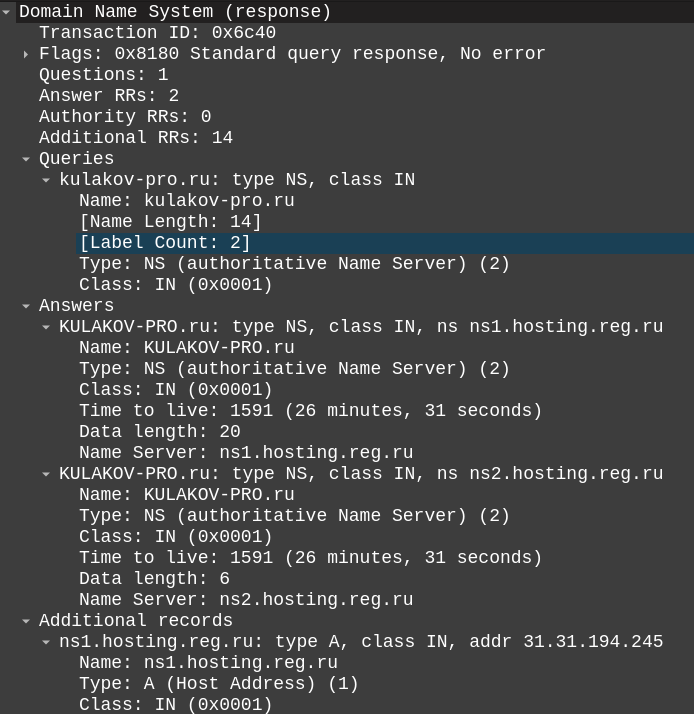 Domain Name System (response)
Transaction ID: 0x6c40
Flags: 0x8180 Standard query response, No error
Questions: 1
Answer RRs: 2
Authority RRs: 0
Additional RRs: 14
Queries
kulakov-pro.ru: type NS, class IN
Name: kulakov-pro.ru
[Name Length: 14]
[Label Count: 2]
Type: NS (authoritative Name Server) (2)
Class: IN (0x0001)
Answers
KULAKOV-PRO.ru: type NS, class IN, ns ns1.hosting.reg.ru
Name: KULAKOV-PRO.ru
Type: NS (authoritative Name Server) (2)
Class: IN (0x0001)
Time to live: 1591 (26 minutes, 31 seconds)
Data length: 20
Name Server: ns1.hosting.reg.ru
KULAKOV-PRO.ru: type NS, class IN, ns ns2.hosting.reg.ru
Name: KULAKOV-PRO.ru
Type: NS (authoritative Name Server) (2)
Class: IN (0x0001)
Time to live: 1591 (26 minutes, 31 seconds)
Data length: 6
Name Server: ns2.hosting.reg.ru
Additional records
ns1.hosting.reg.ru: type A, class IN, addr 31.31.194.245
Name: ns1.hosting.reg.ru
Type: A (Host Address) (1)
Class: IN (0x0001)